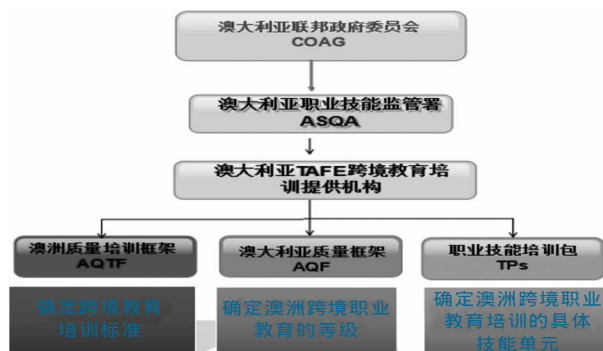 澳大利亚联邦政府委员会
COAG
澳大利亚职业技能监管署
ASQA
澳大利亚TAFE跨境教育培
训提供机构
澳洲质量培训框架
AQTF
澳大利亚质量框架
AQF
职业技能培训包
TPs
确定跨境教育
培训标准
确定澳洲跨境职业
教育的等级
确定澳洲跨境职业
教育培训的具体
技能单元